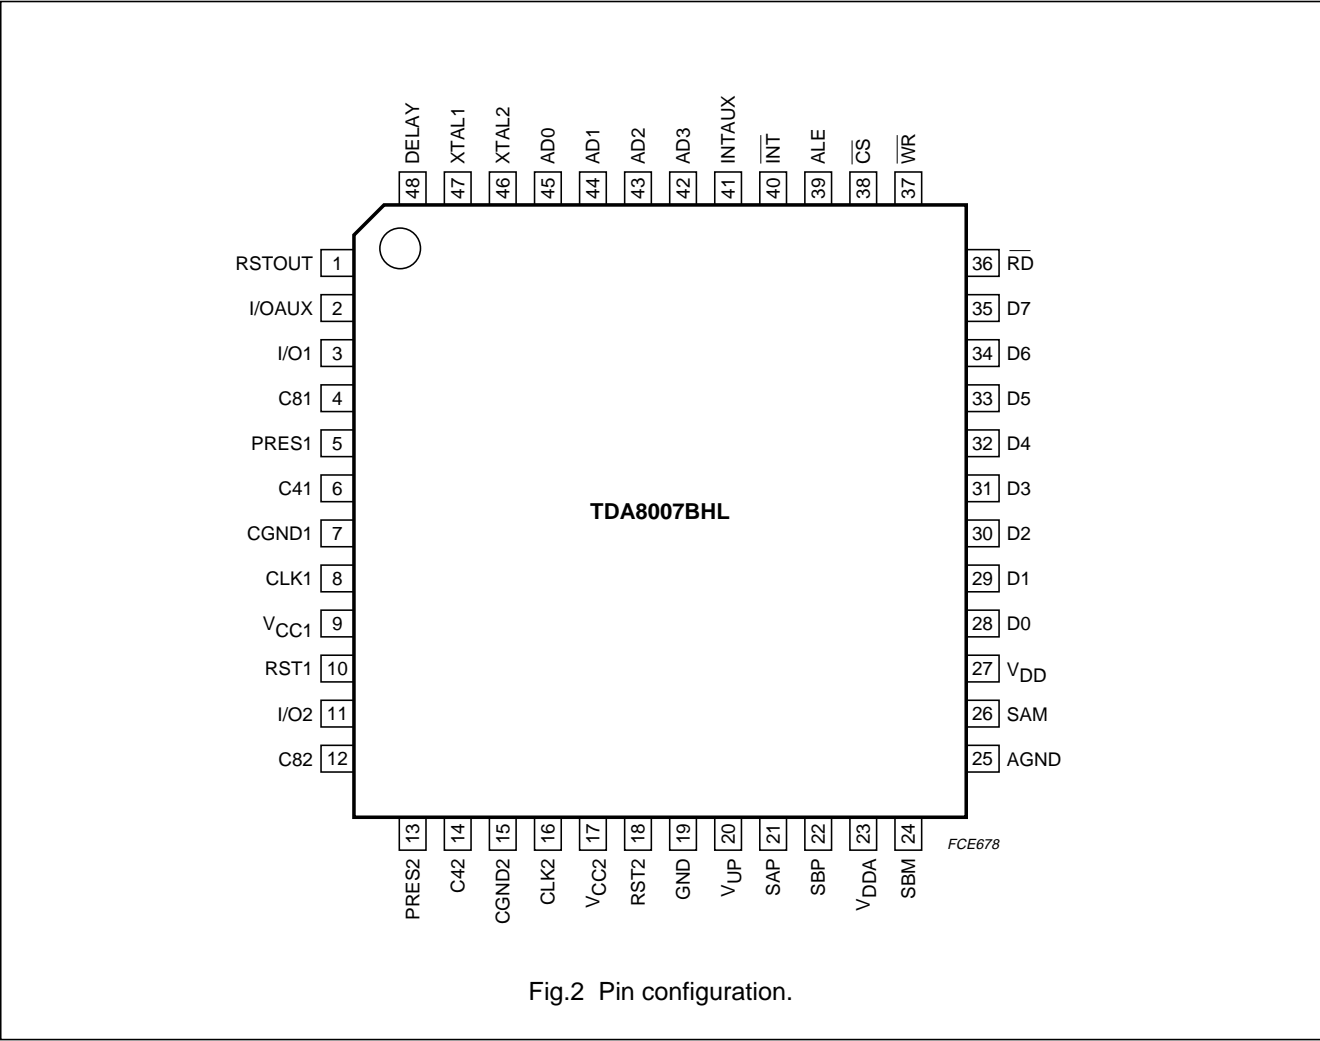 DELAY
XTAL1
XTAL2
AD0
AD1
AD2
AD3
INTAUX
INT
ALE
CS
WR
48
47
46
45
44
43
42
41
40
39
38
37
RSTOUT 1
I/OAUX 2
I/O1 3
C81 4
PRES1 5
C41 6
CGND1 7
CLK1 8
VCC1 9
RST1 10
I/O2 11
C82 12
TDA8007BHL
36 RD
35 D7
34 D6
33 D5
32 D4
31 D3
30 D2
29 D1
28 D0
27 VDD
26 SAM
25 AGND
13
14
15
16
17
18
19
20
21
22
23
24
PRES2
C42
CGND2
CLK2
VCC2
RST2
GND
VUP
SAP
SBP
VDDA
SBM
FCE678
Fig.2 Pin configuration.